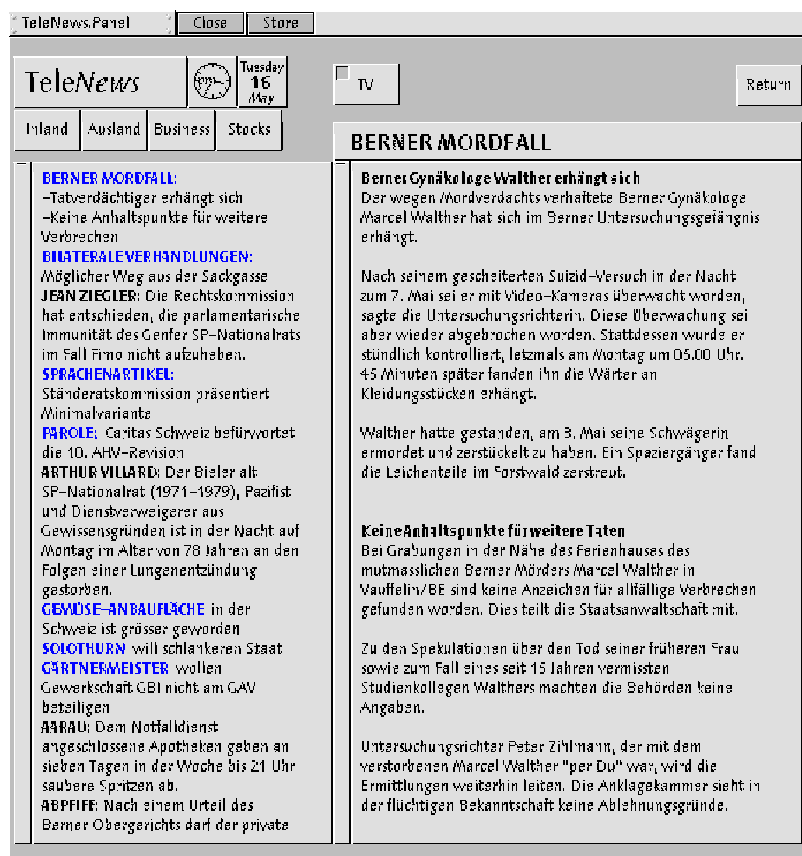 TeleNews.Panel
Close
Store
TeleNews
Tuesday
16
May
TV
Return
Inland
Ausland
Business
Stocks
BERNER MORDFALL
BERNER MORDFALL:
-Tatverdächtiger erhängt sich
-Keine Anhaltspunkte für weitere
Verbrechen
BILATERALE VERHANDLUNGEN:
Möglicher Weg aus der Sackgasse
JEAN ZIEGLER: Die Rechtskommission
hat entschieden, die parlamentarische
Immunität des Genfer SP-Nationalrats
im Fall Firno nicht aufzuheben.
SPRACHENARTIKEL:
Ständeratskommission präsentiert
Minimalvariante
PAROLE: Caritas Schweiz befürwortet
die 10. AHV-Revision
ARTHUR VILLARD: Der Bieler alt
SP-Nationalrat (1971-1979), Pazifist
und Dienstverweigerer aus
Gewissensgründen ist in der Nacht auf
Montag im Alter von 78 Jahren an den
Folgen einer Lungenentzündung
gestorben.
GEMÜSE-ANBAUFLÄCHE in der
Schweiz ist grösser geworden
SOLOTHURN will schlankeren Staat
GÄRTNERMEISTER wollen
Gewerkschaft GBI nicht am GAV
beteiligen
AARAU: Dem Notfalldienst
angeschlossene Apotheken geben an
sieben Tagen in der Woche bis 21 Uhr
saubere Spritzen ab.
ABPFIFF: Nach einem Urteil des
Berner Obergerichts darf der private
Berner Gynäkologe Walther erhängt sich
Der wegen Mordverdachts verhaftete Berner Gynäkologe
Marcel Walther hat sich im Berner Untersuchungsgefängnis
erhängt.
Nach seinem gescheiterten Suizid-Versuch in der Nacht
zum 7. Mai sei er mit Video-Kameras überwacht worden,
sagte die Untersuchungsrichterin. Diese Überwachung sei
aber wieder abgebrochen worden. Stattdessen wurde er
stündlich kontrolliert, letzmals am Montag um 05.00 Uhr.
45 Minuten später fanden ihn die Wärter an
Kleidungsstücken erhängt.
Walther hatte gestanden, am 3. Mai seine Schwägerin
ermordet und zerstückelt zu haben. Ein Spaziergänger fand
die Leichenteile im Forstwald zerstreut.
Keine Anhaltspunkte für weitere Taten
Bei Grabungen in der Nähe des Ferienhauses des
mutmasslichen Berner Mörders Marcel Walther in
Vauffelin/BE sind keine Anzeichen für allfällige Verbrechen
gefunden worden. Dies teilt die Staatsanwaltschaft mit.
Zu den Spekulationen über den Tod seiner früheren Frau
sowie zum Fall eines seit 15 Jahren vermissten
Studienkollegen Walthers machten die Behörden keine
Angaben.
Untersuchungsrichter Peter Zihlmann, der mit dem
verstorbenen Marcel Walther "per Du" war, wird die
Ermittlungen weiterhin leiten. Die Anklagekammer sieht in
der flüchtigen Bekanntschaft keine Ablehnungsgründe.